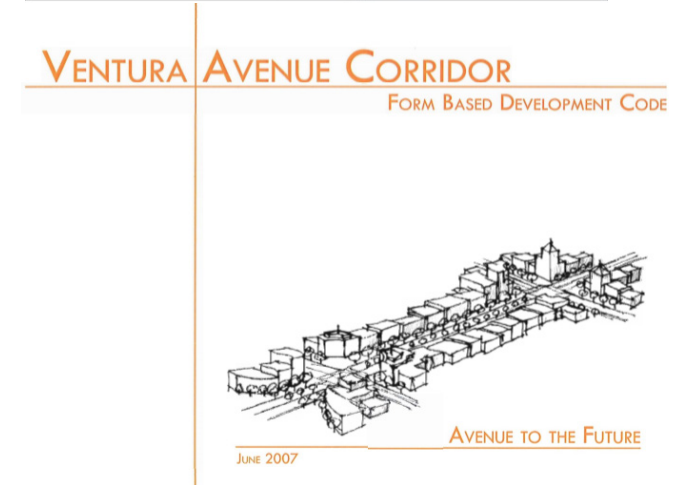 VENTURA AVENUE CORRIDOR
FORM BASED DEVELOPMENT CODE
AVENUE TO THE FUTURE
JUNE 2007